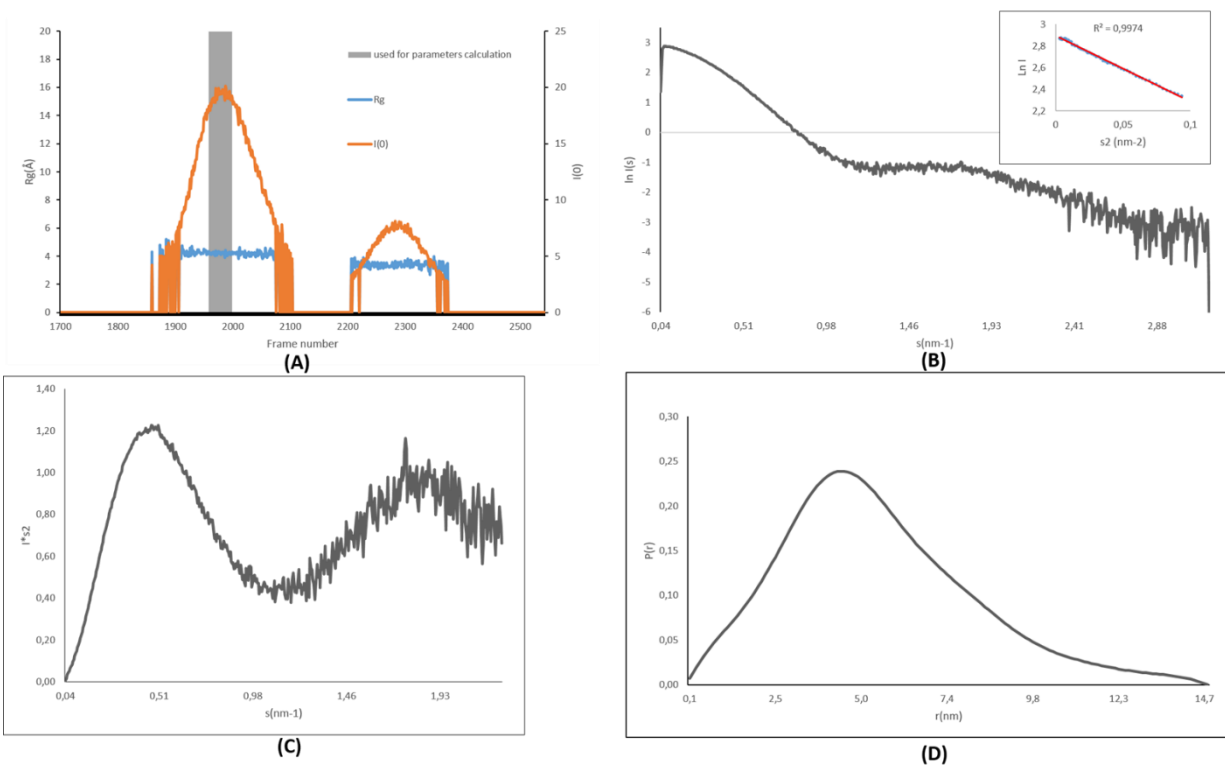 20
18
16
14
12
10
8
6
4
2
0
Rg(Å)
25
20
15
10
5
0
I(0)
used for parameters calculation
Rg
I(0)
1700 1800 1900 2000 2100 2200 2300 2400 2500
Frame number
(A)
3
2
1
0
-1
-2
-3
-4
-5
-6
ln I(s)
0,04 0,51 0,98 1,46 1,93 2,41 2,88
s(nm-1)
(B)
3
2,8
2,6
2,4
2,2
Ln I
R² = 0,9974
0 0,05 0,1
s2 (nm-2)
1,40
1,20
1,00
0,80
0,60
0,40
0,20
0,00
I*s2
0,04 0,51 0,98 1,46 1,93
s(nm-1)
(C)
0,30
0,25
0,20
0,15
0,10
0,05
0,00
P(r)
0,1 2,5 5,0 7,4 9,8 12,3 14,7
r(nm)
(D)